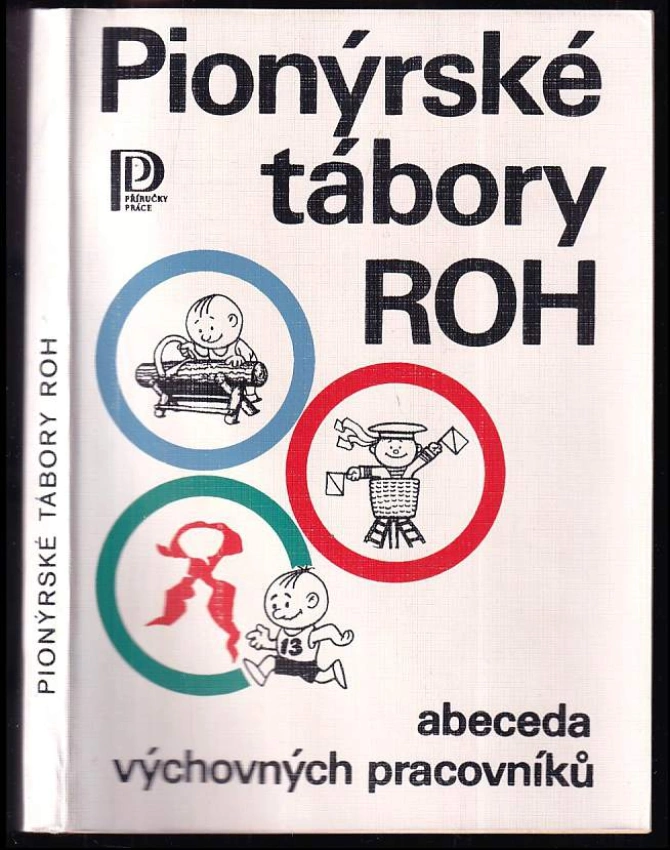 Pionýrské
tábory
ROH
PŘÍRUČKY
PRÁCE
13
abeceda
výchovných pracovníků
PIONÝRSKÉ TÁBORY ROH